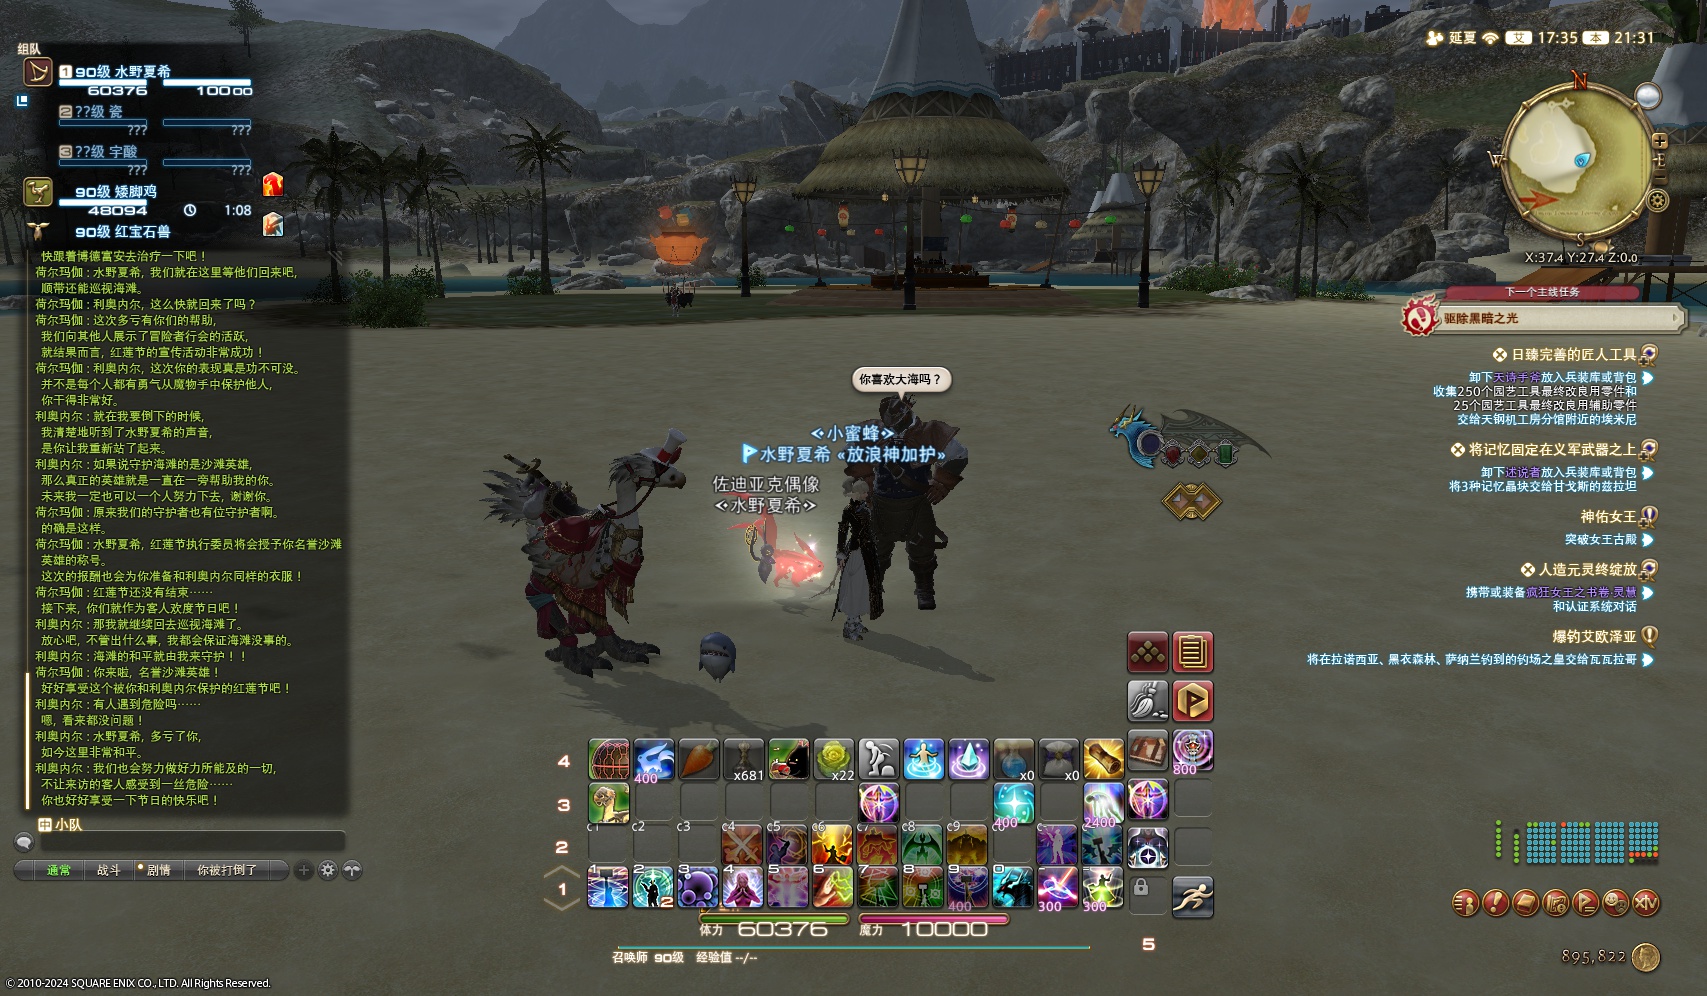 组队
1 90级 水野夏希
60376 10000
2 ??级 瓷
??? ???
3 ??级 宇酸
??? ???
90级 矮脚鸡
48094 1:08
90级 红宝石兽
快跟着博德富安去治疗一下吧！
荷尔玛伽：水野夏希, 我们就在这里等他们回来吧,
顺带还能巡视海滩。
荷尔玛伽：利奥内尔, 这么快就回来了吗？
荷尔玛伽：这次多亏有你们的帮助,
我们向其他人展示了冒险者行会的活跃,
就结果而言, 红莲节的宣传活动非常成功！
荷尔玛伽：利奥内尔, 这次你的表现真是功不可没。
并不是每个人都有勇气从魔物手中保护他人,
你干得非常好。
利奥内尔：就在我要倒下的时候,
我清楚地听到了水野夏希的声音,
是你让我重新站了起来。
利奥内尔：如果说守护海滩的是沙滩英雄,
那么真正的英雄就是一直在一旁帮助我的你。
未来我一定也可以一个人努力下去, 谢谢你。
荷尔玛伽：原来我们的守护者也有位守护者啊。
的确是这样。
荷尔玛伽：水野夏希, 红莲节执行委员将会授予你名誉沙滩
英雄的称号。
这次的报酬也会为你准备和利奥内尔同样的衣服！
荷尔玛伽：红莲节还没有结束……
接下来, 你们就作为客人欢度节日吧！
利奥内尔：那我就继续回去巡视海滩了。
放心吧, 不管出什么事, 我都会保证海滩没事的。
利奥内尔：海滩的和平就由我来守护！！
荷尔玛伽：你来啦, 名誉沙滩英雄！
好好享受这个被你和利奥内尔保护的红莲节吧！
利奥内尔：有人遇到危险吗……
嗯, 看来都没问题！
利奥内尔：水野夏希, 多亏了你,
如今这里非常和平。
利奥内尔：我们也会努力做好力所能及的一切,
不让来访的客人感受到一丝危险……
你也好好享受一下节日的快乐吧！
中 小队
通常 战斗 剧情 你被打倒了
© 2010-2024 SQUARE ENIX CO., LTD. All Rights Reserved.
你喜欢大海吗？
小蜜蜂
水野夏希 «放浪神加护»
佐迪亚克偶像
水野夏希
4 400 x681 x22 x0 x0 800
3 400 2400
2 c1 c2 c3 c4 c5 c6 c7 c8 c9 c0
1 1 2 3 4 5 6 7 8 9 0
2 400 300 300
体力 60376 魔力 10000
5
召唤师 90级 经验值 --/--
延夏 艾 17:35 本 21:31
N
W E
S
X:37.4 Y:27.4 Z:0.0
下一个主线任务
驱除黑暗之光
日臻完善的匠人工具
卸下天诗手斧放入兵装库或背包
收集250个园艺工具最终改良用零件和
25个园艺工具最终改良用辅助零件
交给天钢机工房分馆附近的埃米尼
将记忆固定在义军武器之上
卸下述说者放入兵装库或背包
将3种记忆晶块交给甘戈斯的兹拉坦
神佑女王
突破女王古殿
人造元灵终绽放
携带或装备疯狂女王之书卷·灵慧
和认证系统对话
爆钓艾欧泽亚
将在拉诺西亚、黑衣森林、萨纳兰钓到的钓场之皇交给瓦瓦拉哥
895,822